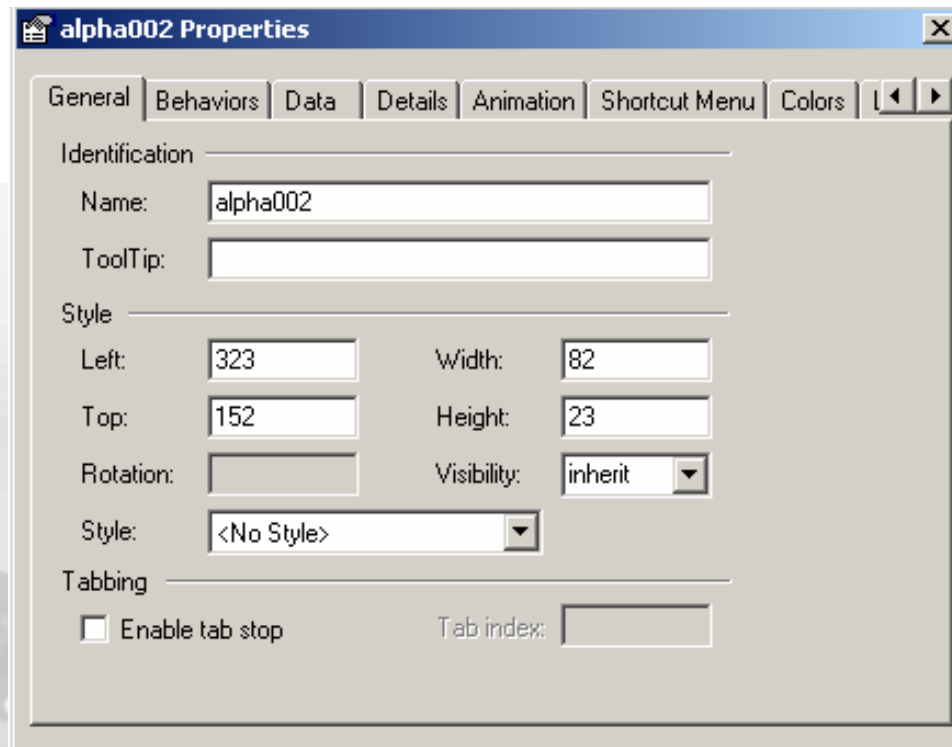 alpha002 Properties
General Behaviors Data Details Animation Shortcut Menu Colors
Identification
Name: alpha002
ToolTip:
Style
Left: 323 Width: 82
Top: 152 Height: 23
Rotation: Visibility: inherit
Style: <No Style>
Tabbing
Enable tab stop Tab index: